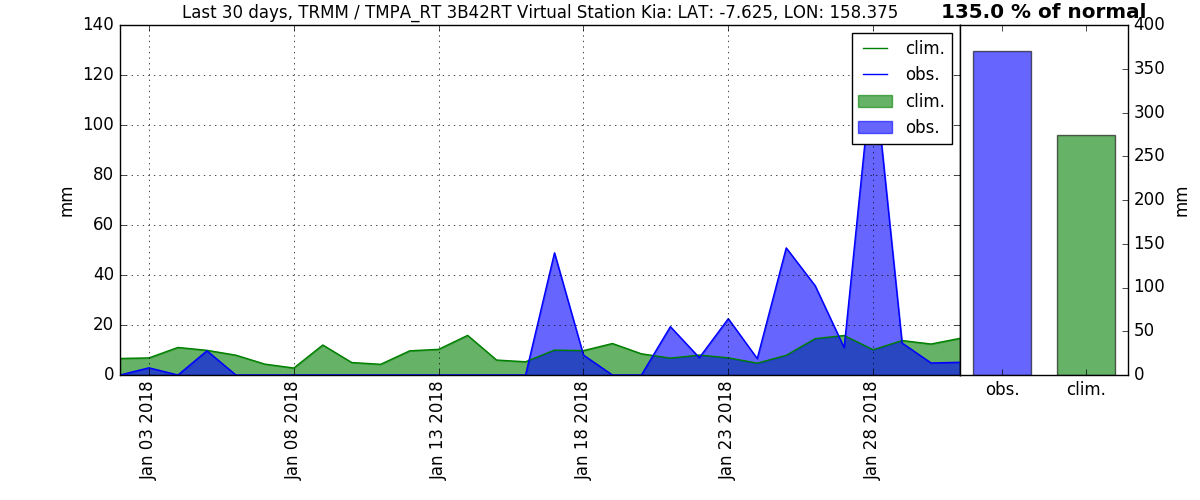 Last 30 days, TRMM / TMPA_RT 3B42RT Virtual Station Kia: LAT: -7.625, LON: 158.375
135.0 % of normal
140
120
100
80
60
40
20
0
mm
clim.
obs.
clim.
obs.
Jan 03 2018
Jan 08 2018
Jan 13 2018
Jan 18 2018
Jan 23 2018
Jan 28 2018
400
350
300
250
200
150
100
50
0
mm
obs.
clim.